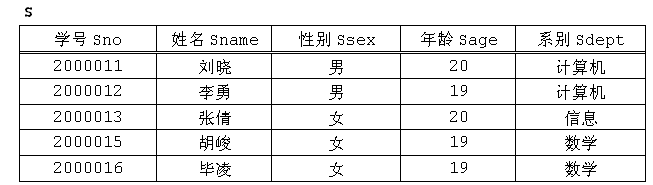 S
学号 Sno 姓名 Sname 性别 Ssex 年龄 Sage 系别 Sdept
2000011 刘晓 男 20 计算机
2000012 李勇 男 19 计算机
2000013 张倩 女 20 信息
2000015 胡峻 女 19 数学
2000016 毕凌 女 19 数学